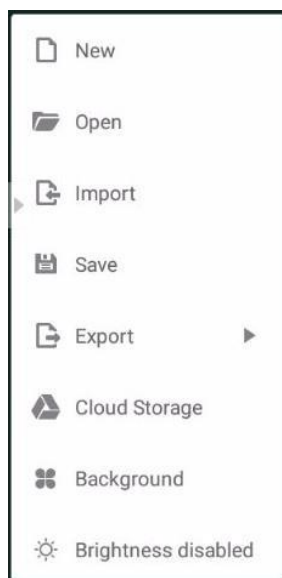 New
Open
Import
Save
Export
Cloud Storage
Background
Brightness disabled